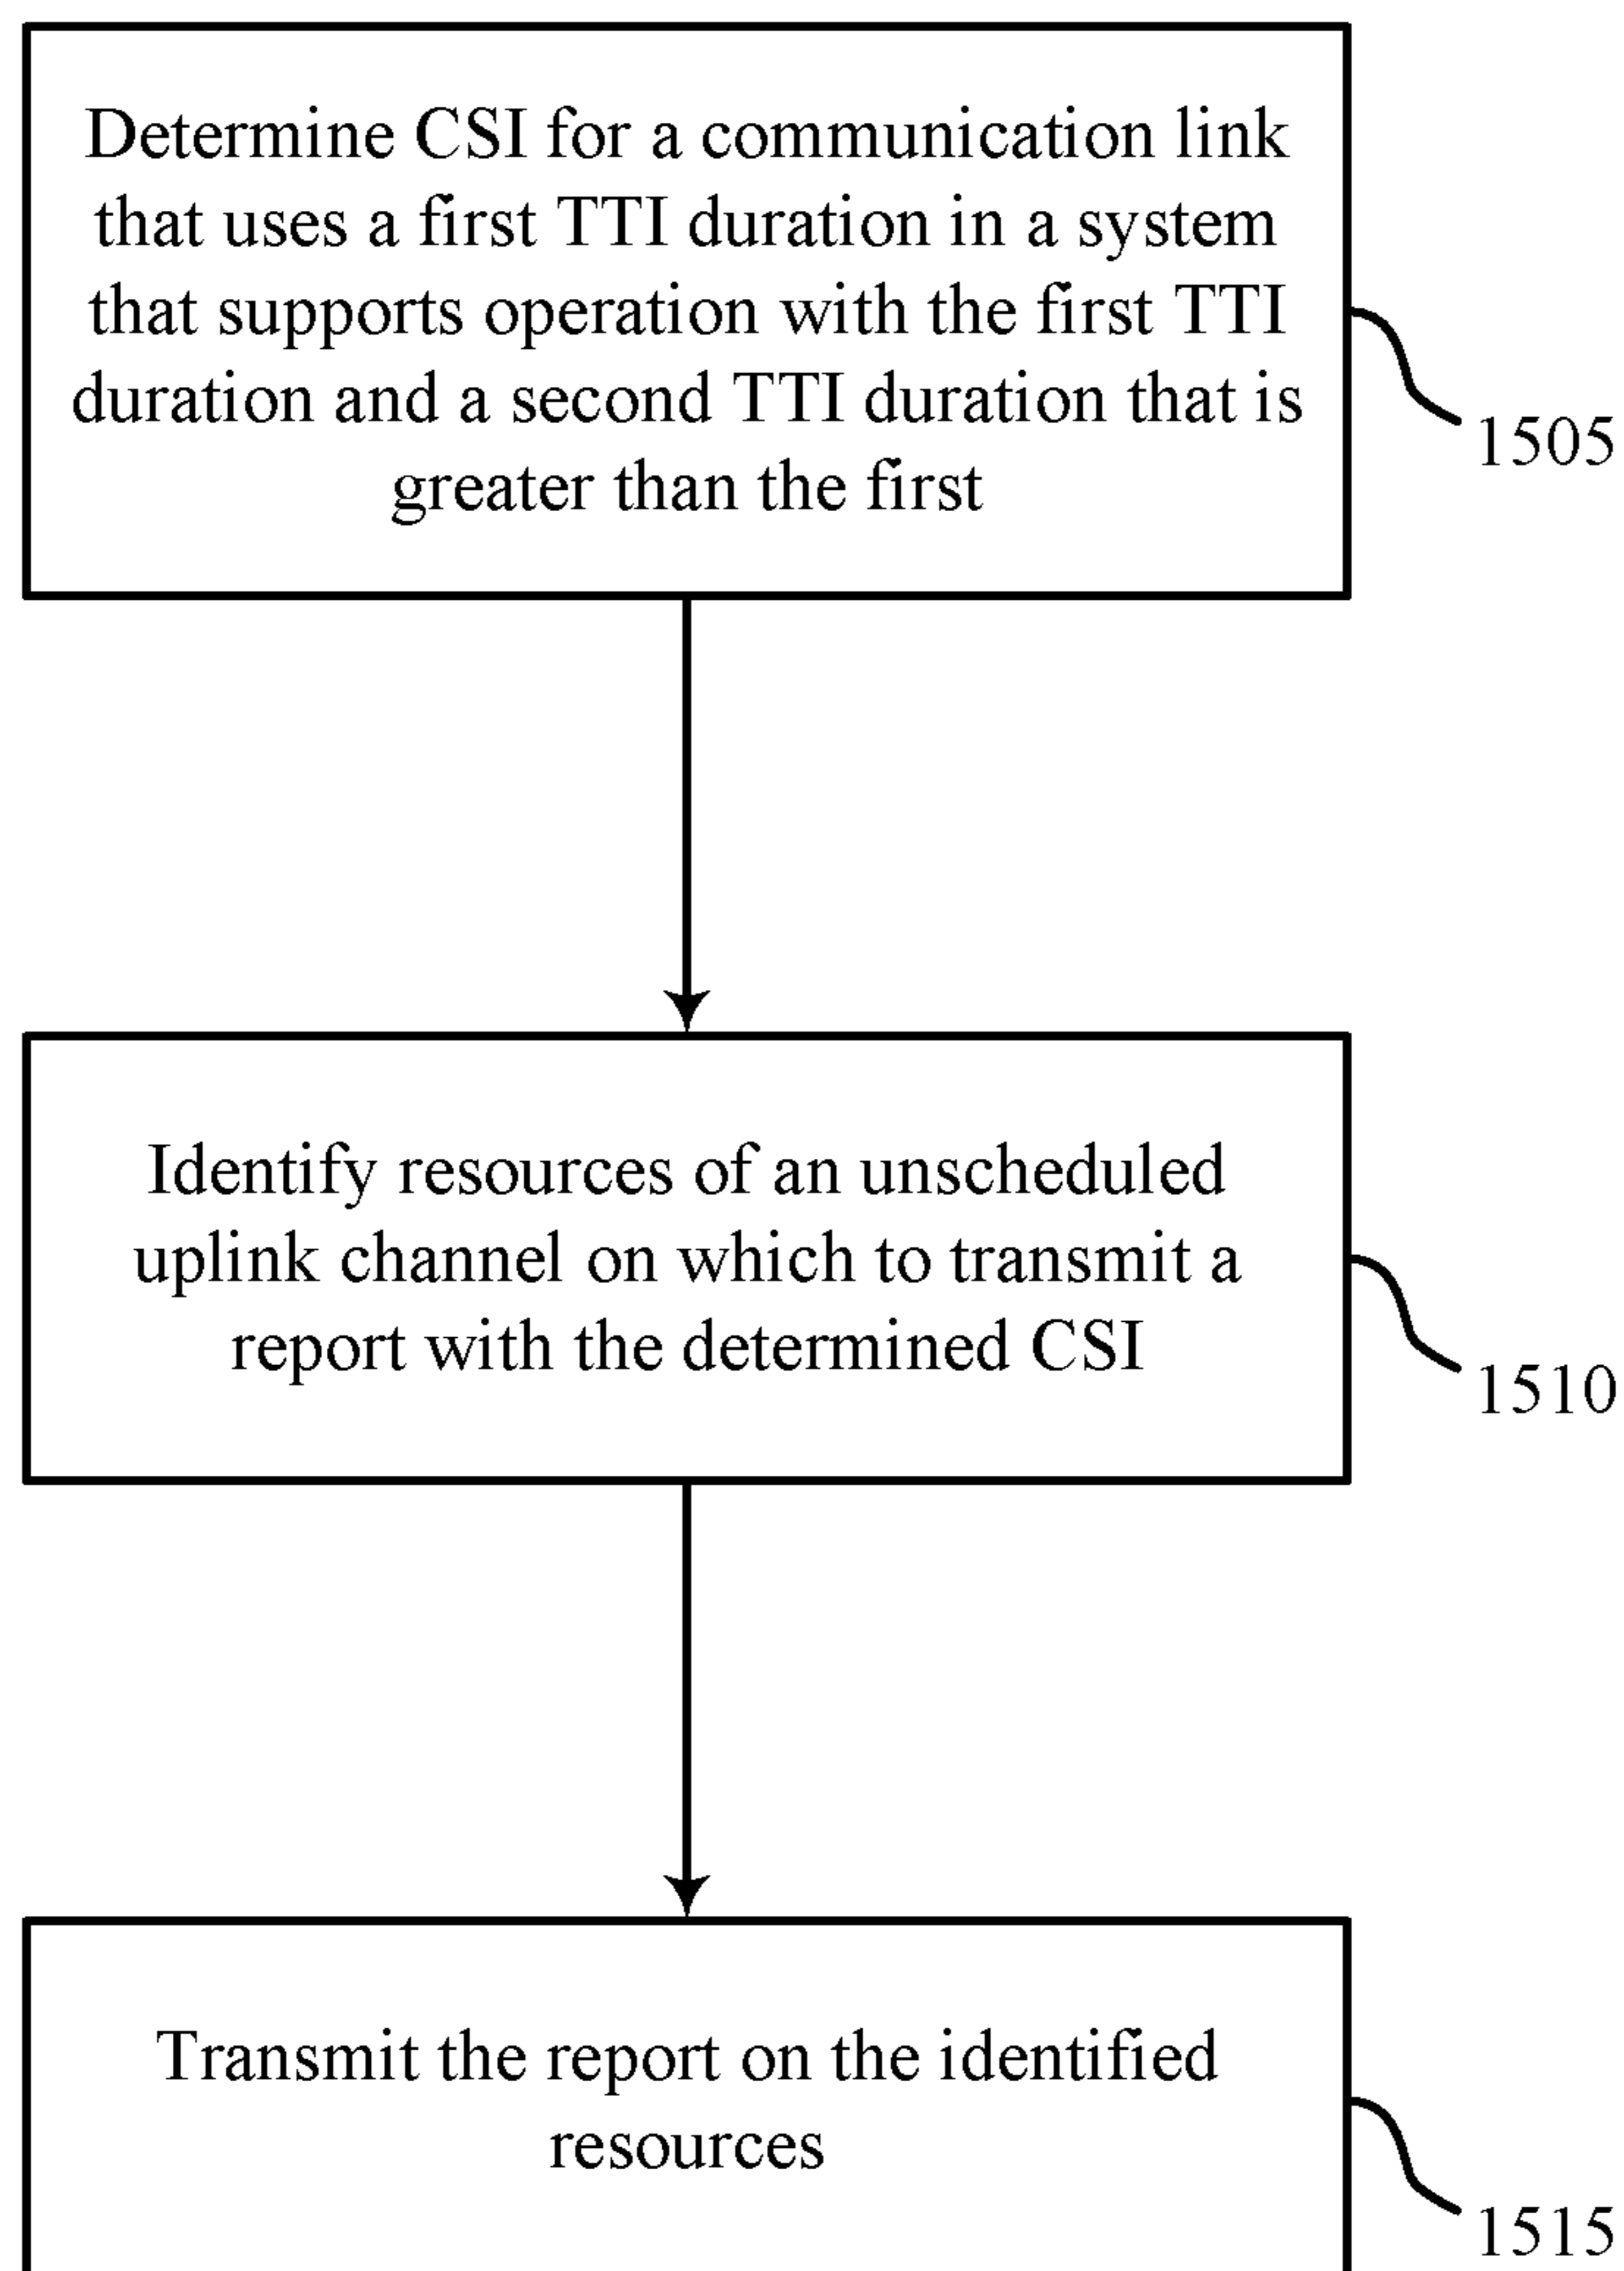 Determine CSI for a communication link
that uses a first TTI duration in a system
that supports operation with the first TTI
duration and a second TTI duration that is
greater than the first
1505
Identify resources of an unscheduled
uplink channel on which to transmit a
report with the determined CSI
1510
Transmit the report on the identified
resources
1515